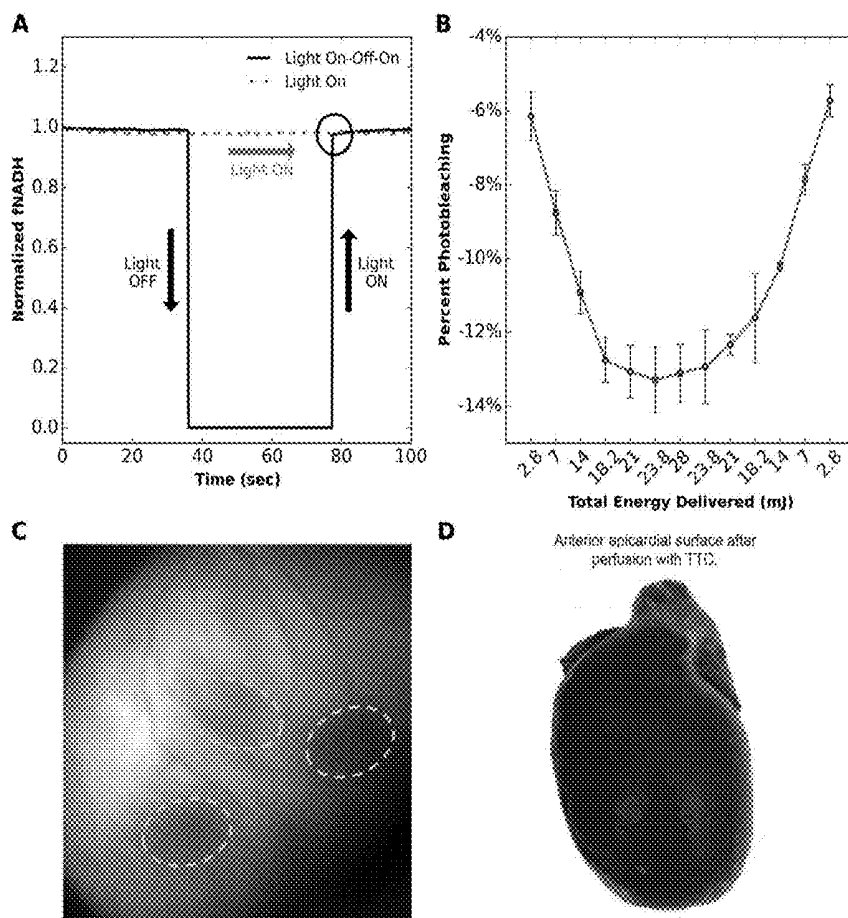 A
Light On-Off-On
Light On
1.2
1.0
0.8
0.6
0.4
0.2
0.0
Normalized fNADH
Light ON
Light
OFF
Light
ON
0
20
40
60
80
100
Time (sec)
B
-4%
-6%
-8%
-10%
-12%
-14%
Percent Photobleaching
2.8
7
14
18.2
21
23.8
28
23.8
21
18.2
14
7
2.8
Total Energy Delivered (mJ)
C
D
Anterior epicardial surface after
perfusion with TTC.